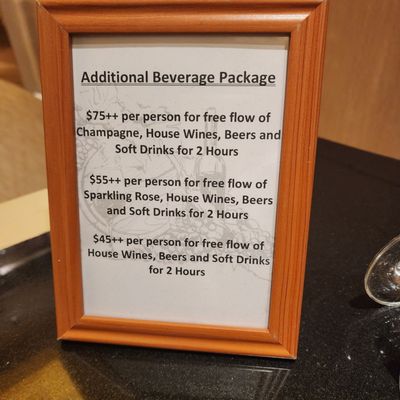 Additional Beverage Package
$75++ per person for free flow of
Champagne, House Wines, Beers and
Soft Drinks for 2 Hours
$55++ per person for free flow of
Sparkling Rose, House Wines, Beers
and Soft Drinks for 2 Hours
$45++ per person for free flow of
House Wines, Beers and Soft Drinks
for 2 Hours